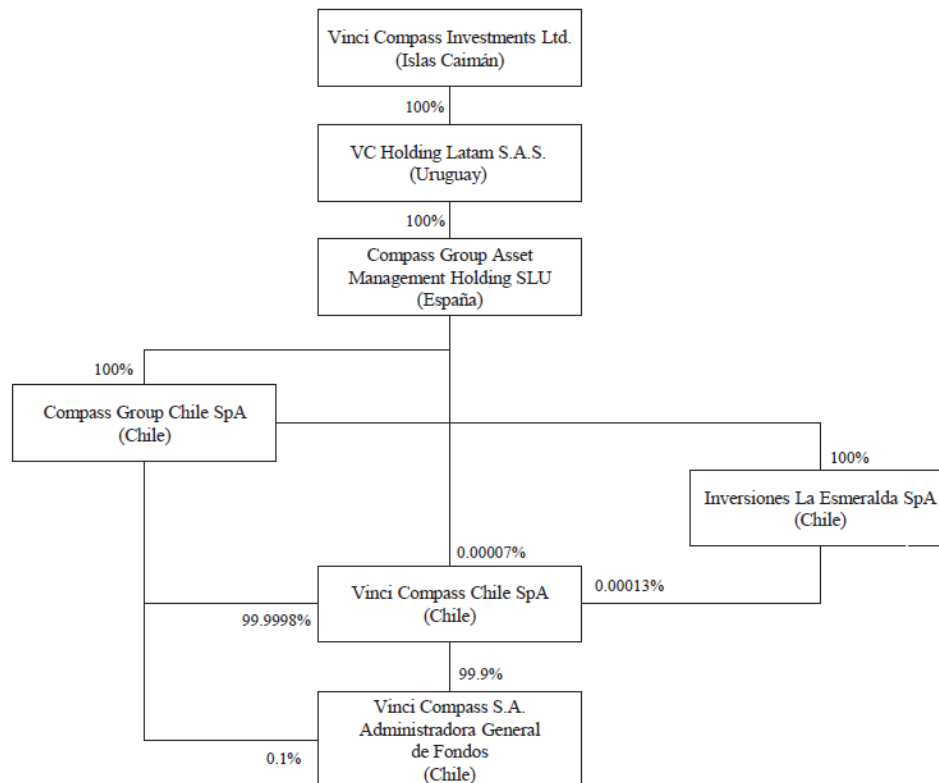 Vinci Compass Investments Ltd.
(Islas Caimán)
100%
VC Holding Latam S.A.S.
(Uruguay)
100%
Compass Group Asset
Management Holding SLU
(España)
100%
Compass Group Chile SpA
(Chile)
100%
Inversiones La Esmeralda SpA
(Chile)
0.00007%
Vinci Compass Chile SpA
(Chile)
0.00013%
99.9998%
99.9%
Vinci Compass S.A.
Administradora General
de Fondos
(Chile)
0.1%